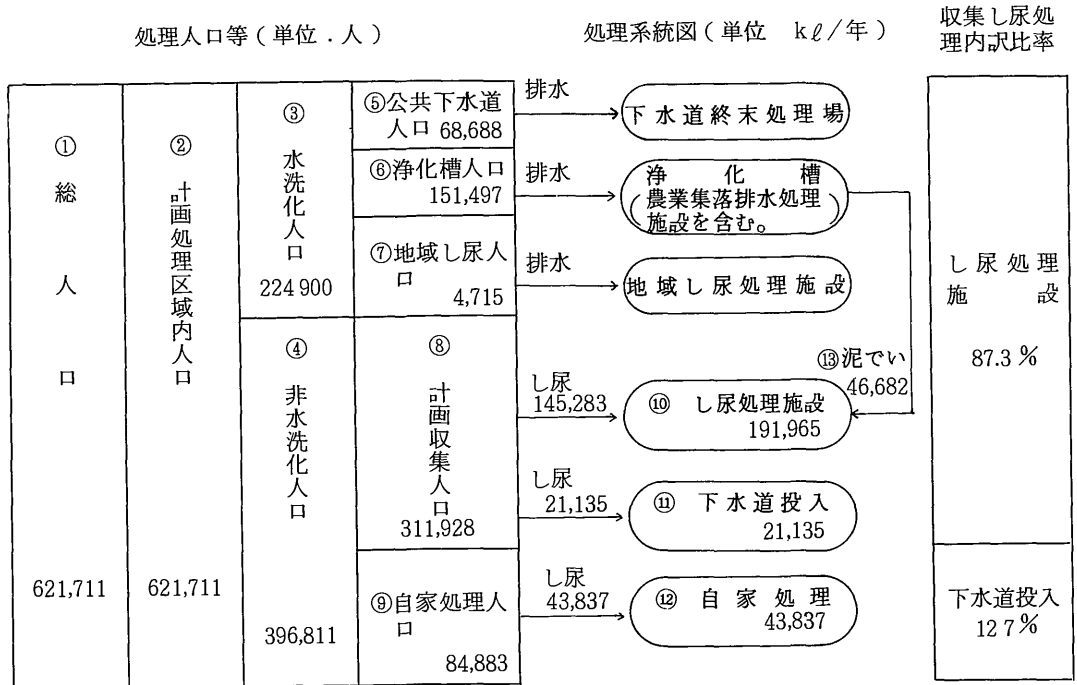 処理人口等(単位.人)
処理系統図(単位 kℓ/年)
収集し尿処
理内訳比率
①総人口
621,711
②計画処理区域内人口
621,711
③水洗化人口
224 900
④非水洗化人口
396,811
⑤公共下水道
人口 68,688
⑥浄化槽人口
151,497
⑦地域し尿人
口
4,715
⑧計画収集人口
311,928
⑨自家処理人
口
84,883
排水
下水道終末処理場
排水
浄化槽
(農業集落排水処理
施設を含む。)
排水
地域し尿処理施設
⑬泥でい
46,682
し尿
145,283
⑩ し尿処理施設
191,965
し尿
21,135
⑪ 下水道投入
21,135
し尿
43,837
⑫ 自家処理
43,837
し尿処理
施設
87.3%
下水道投入
12 7%